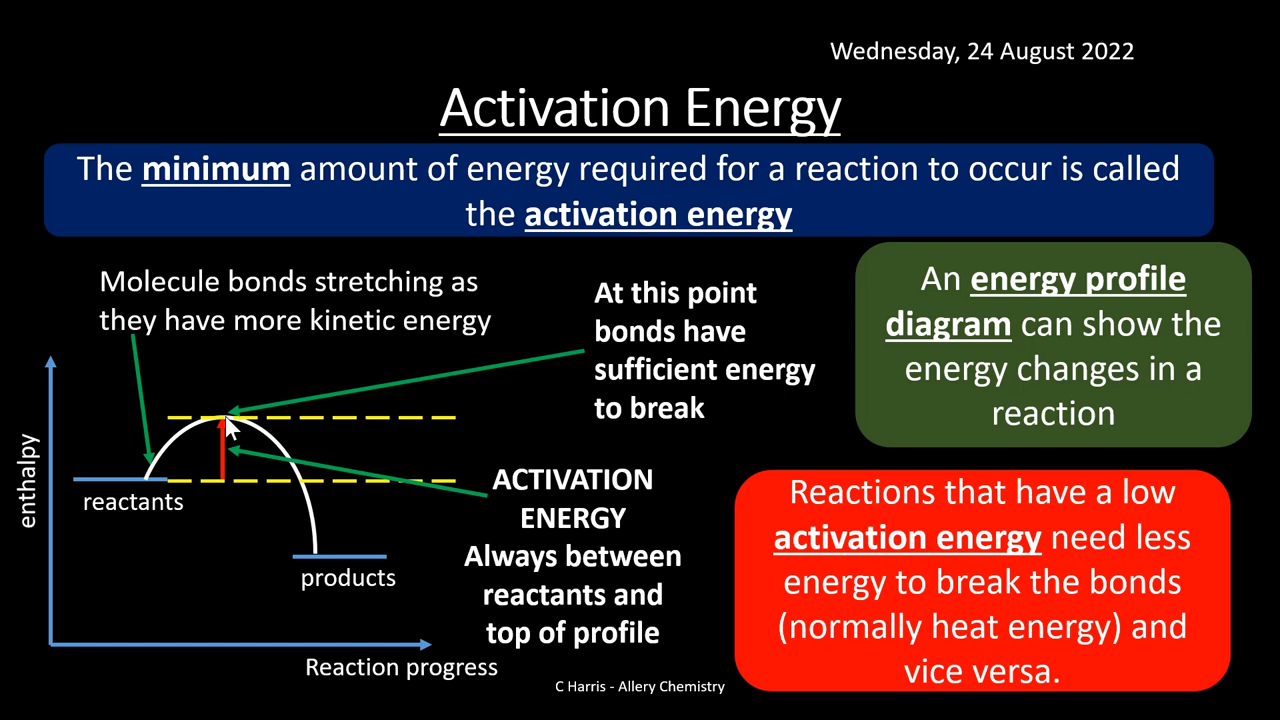 Wednesday, 24 August 2022
Activation Energy
The minimum amount of energy required for a reaction to occur is called
the activation energy
Molecule bonds stretching as
they have more kinetic energy
At this point
bonds have
sufficient energy
to break
An energy profile
diagram can show the
energy changes in a
reaction
enthalpy
reactants
products
Reaction progress
ACTIVATION
ENERGY
Always between
reactants and
top of profile
Reactions that have a low
activation energy need less
energy to break the bonds
(normally heat energy) and
vice versa.
C Harris - Allery Chemistry